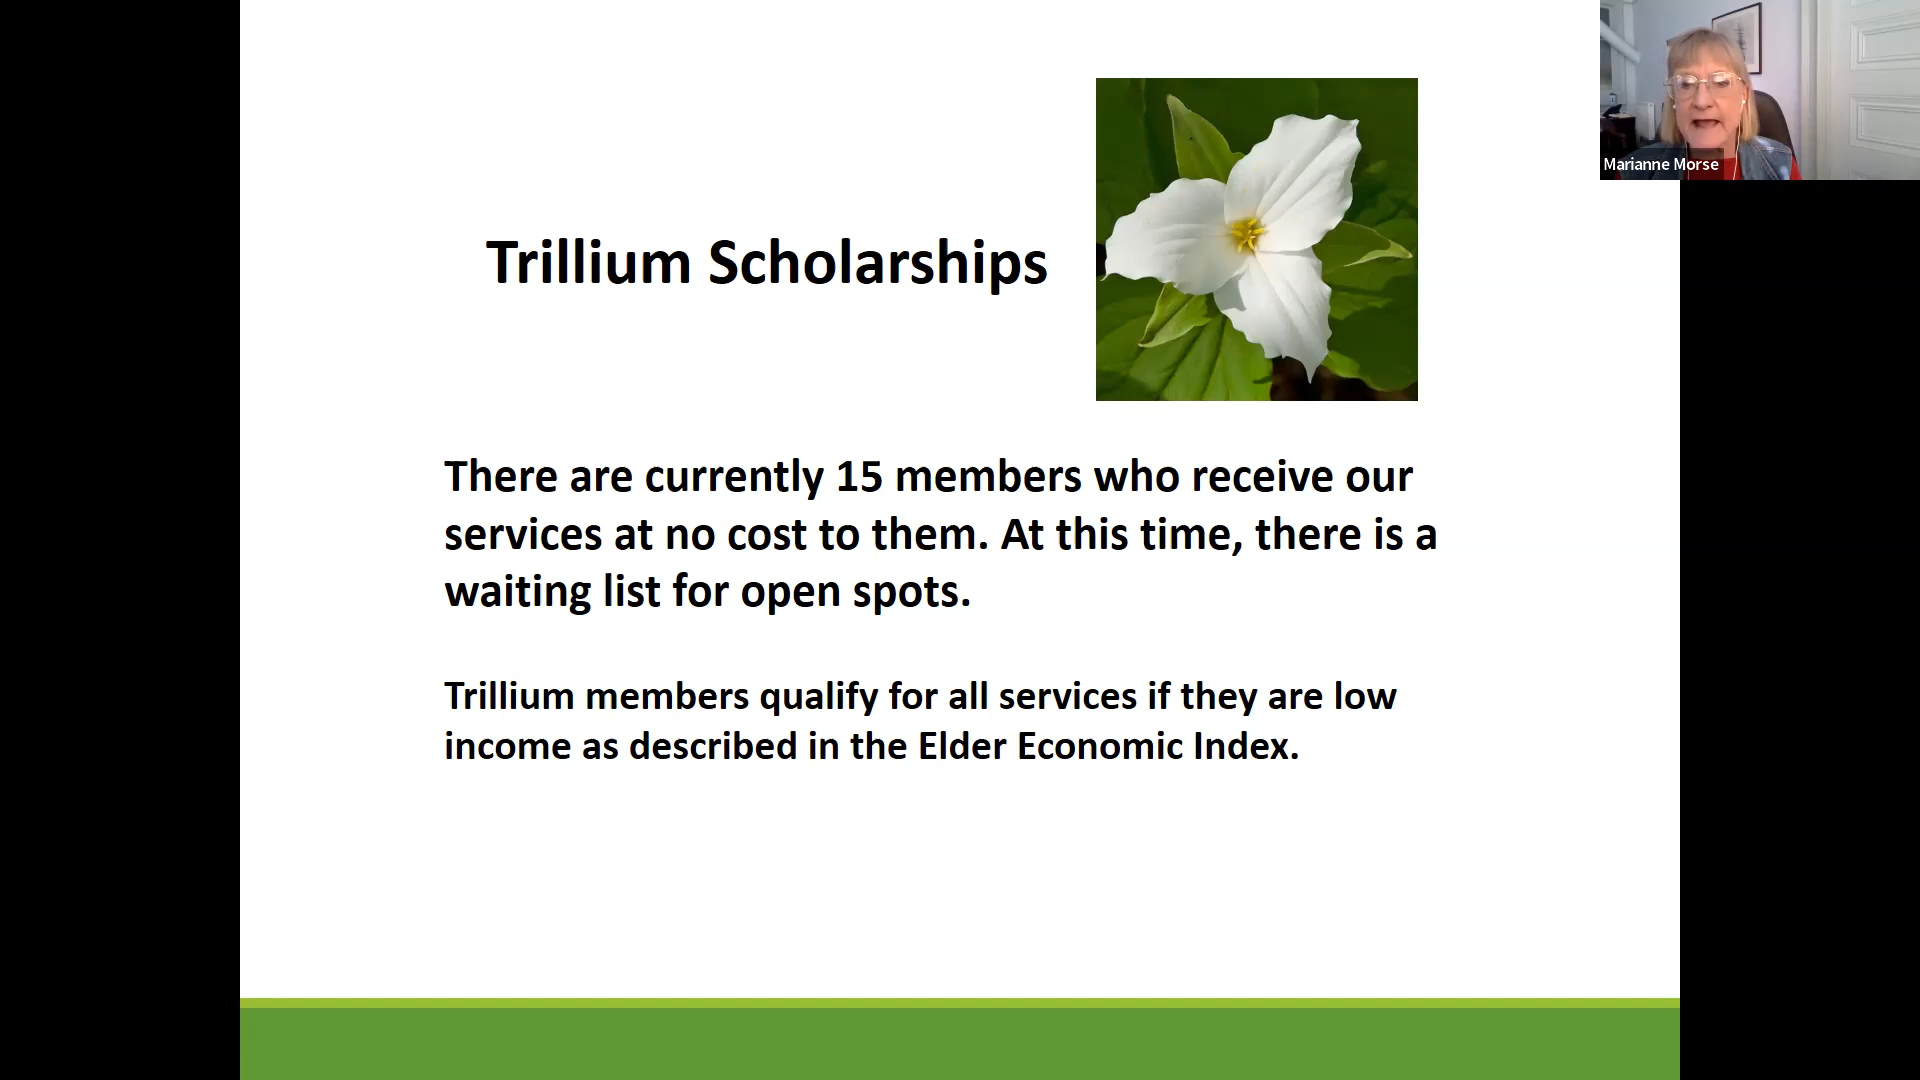 Marianne Morse
Trillium Scholarships
There are currently 15 members who receive our
services at no cost to them. At this time, there is a
waiting list for open spots.
Trillium members qualify for all services if they are low
income as described in the Elder Economic Index.